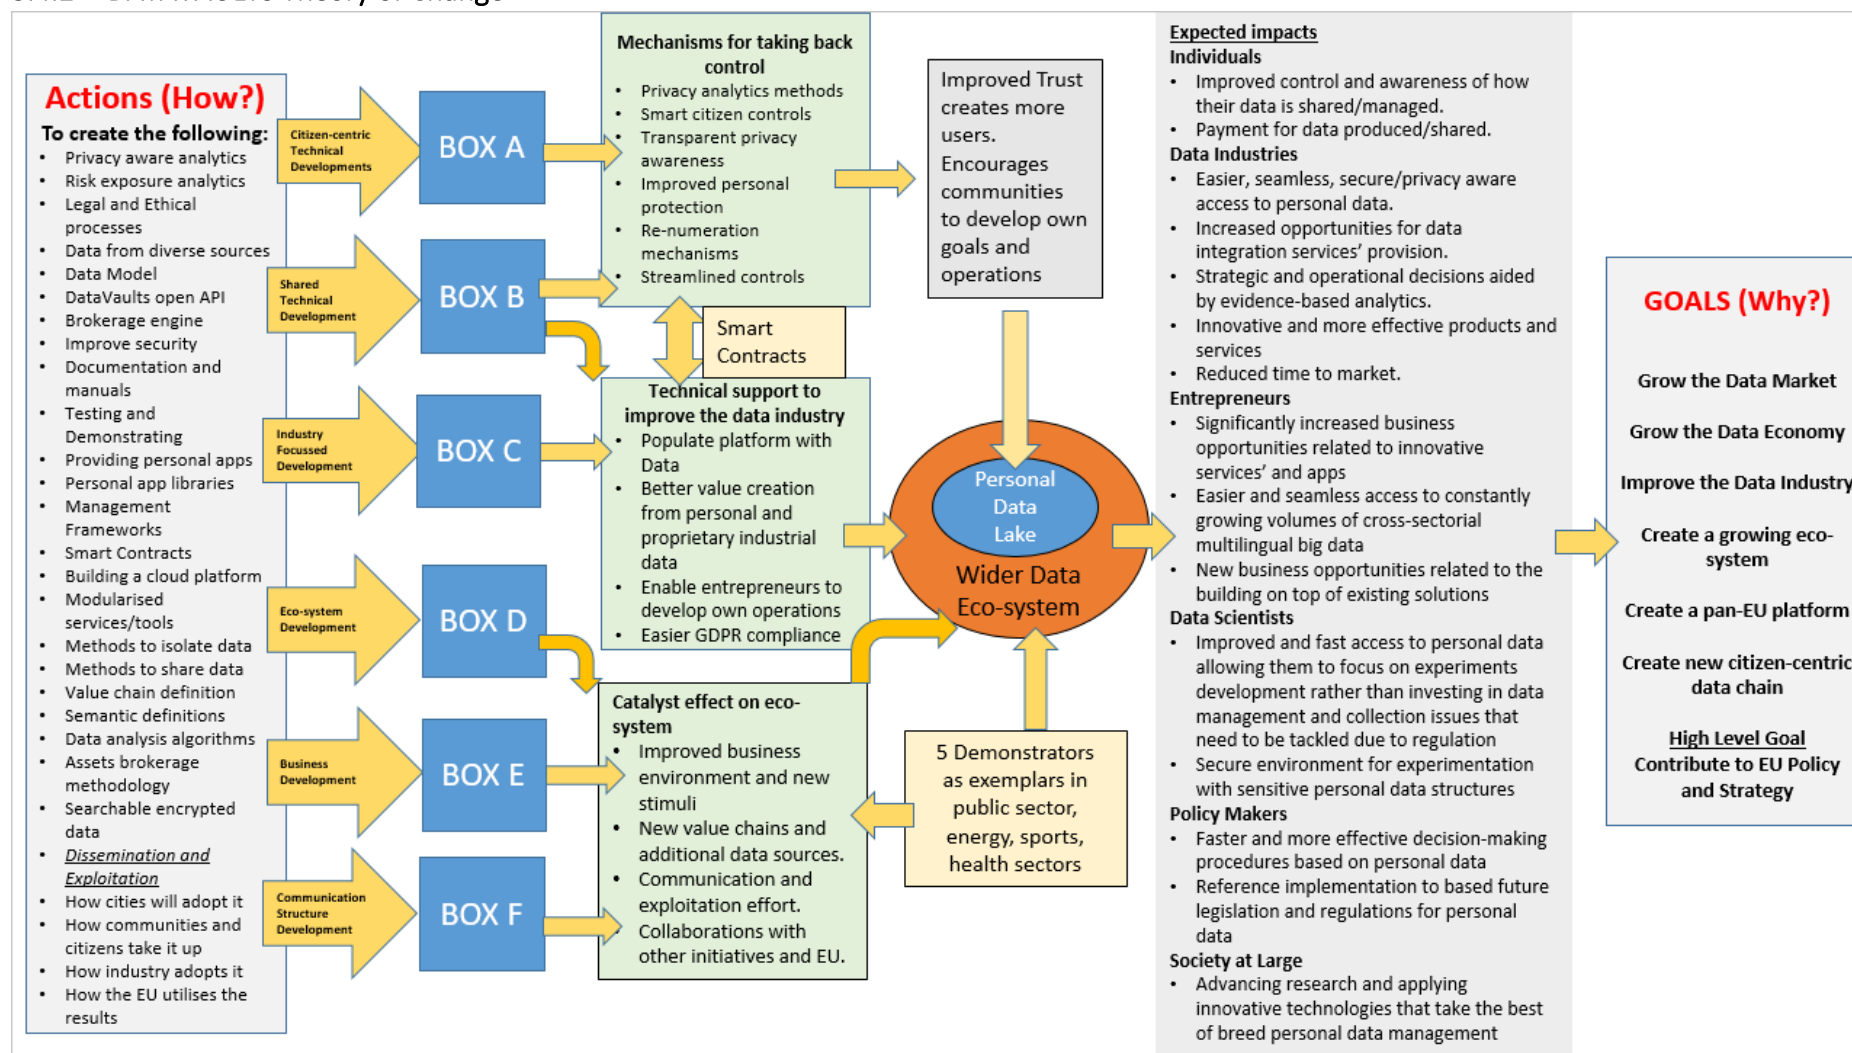 Actions (How?)
To create the following:
• Privacy aware analytics
• Risk exposure analytics
• Legal and Ethical
processes
• Data from diverse sources
• Data Model
• DataVaults open API
• Brokerage engine
• Improve security
• Documentation and
manuals
• Testing and
Demonstrating
• Providing personal apps
• Personal app libraries
• Management
Frameworks
• Smart Contracts
• Building a cloud platform
• Modularised
services/tools
• Methods to isolate data
• Methods to share data
• Value chain definition
• Semantic definitions
• Data analysis algorithms
• Assets brokerage
methodology
• Searchable encrypted
data
• Dissemination and
Exploitation
• How cities will adopt it
• How communities and
citizens take it up
• How industry adopts it
• How the EU utilises the
results
Citizen-centric
Technical
Developments
Shared
Technical
Development
Industry
Focussed
Development
Eco-system
Development
Business
Development
Communication
Structure
Development
BOX A
BOX B
BOX C
BOX D
BOX E
BOX F
Mechanisms for taking back
control
• Privacy analytics methods
• Smart citizen controls
• Transparent privacy
awareness
• Improved personal
protection
• Re-numeration
mechanisms
• Streamlined controls
Smart
Contracts
Technical support to
improve the data industry
• Populate platform with
Data
• Better value creation
from personal and
proprietary industrial
data
• Enable entrepreneurs to
develop own operations
• Easier GDPR compliance
Catalyst effect on eco-
system
• Improved business
environment and new
stimuli
• New value chains and
additional data sources.
• Communication and
exploitation effort.
• Collaborations with
other initiatives and EU.
Improved Trust
creates more
users.
Encourages
communities
to develop own
goals and
operations
Personal
Data
Lake
Wider Data
Eco-system
5 Demonstrators
as exemplars in
public sector,
energy, sports,
health sectors
Expected impacts
Individuals
• Improved control and awareness of how
their data is shared/managed.
• Payment for data produced/shared.
Data Industries
• Easier, seamless, secure/privacy aware
access to personal data.
• Increased opportunities for data
integration services’ provision.
• Strategic and operational decisions aided
by evidence-based analytics.
• Innovative and more effective products and
services
• Reduced time to market.
Entrepreneurs
• Significantly increased business
opportunities related to innovative
services’ and apps
• Easier and seamless access to constantly
growing volumes of cross-sectorial
multilingual big data
• New business opportunities related to the
building on top of existing solutions
Data Scientists
• Improved and fast access to personal data
allowing them to focus on experiments
development rather than investing in data
management and collection issues that
need to be tackled due to regulation
• Secure environment for experimentation
with sensitive personal data structures
Policy Makers
• Faster and more effective decision-making
procedures based on personal data
• Reference implementation to based future
legislation and regulations for personal
data
Society at Large
• Advancing research and applying
innovative technologies that take the best
of breed personal data management
GOALS (Why?)
Grow the Data Market
Grow the Data Economy
Improve the Data Industry
Create a growing eco-
system
Create a pan-EU platform
Create new citizen-centric
data chain
High Level Goal
Contribute to EU Policy
and Strategy